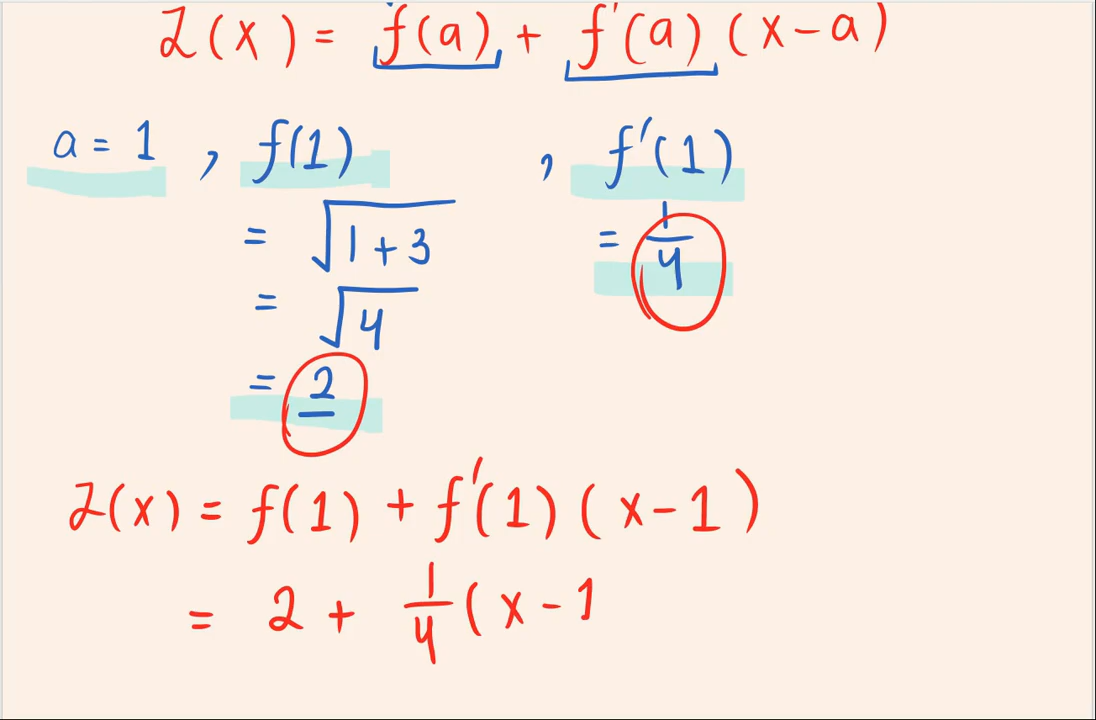 L(x) = f(a) + f'(a) (x-a)
a = 1 , f(1) , f'(1)
= √1+3 = 1/4
= √4
= 2
L(x) = f(1) + f'(1) (x-1)
= 2 + 1/4 (x-1